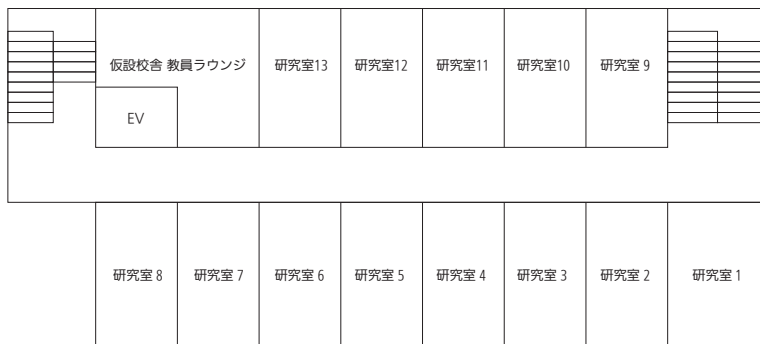 仮設校舎 教員ラウンジ
研究室13
研究室12
研究室11
研究室10
研究室 9
EV
研究室 8
研究室 7
研究室 6
研究室 5
研究室 4
研究室 3
研究室 2
研究室 1